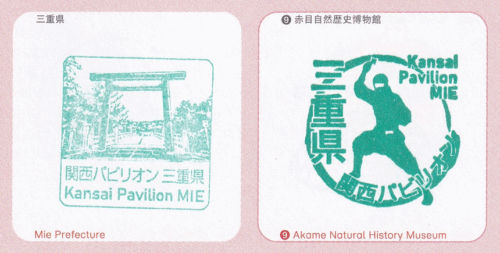 三重県
関西パビリオン 三重県
Kansai Pavilion MIE
Mie Prefecture
9 赤目自然歴史博物館
Kansai
Pavilion
MIE
三重県
関西パビリオン
9 Akame Natural History Museum